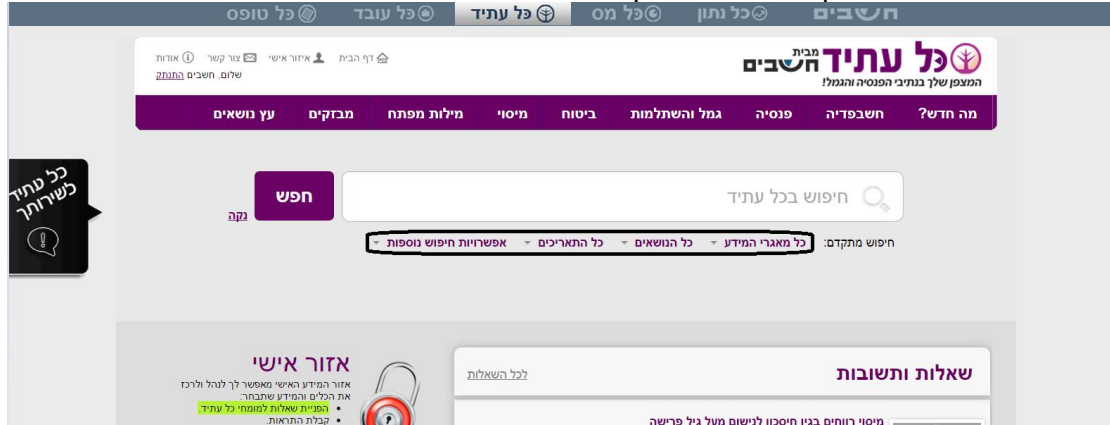 חשבים כל נתון כל מס כל עתיד כל עובד כל טופס
כל עתיד מבית חשבים
המצפן שלך בנתיבי הפנסיה והגמל!
דף הבית איזור אישי צור קשר אודות
שלום, חשבים התנתק
מה חדש? חשבפדיה פנסיה גמל והשתלמות ביטוח מיסוי מילות מפתח מבזקים עץ נושאים
כל עתיד
לשירותך
חיפוש בכל עתיד חפש
נקה
חיפוש מתקדם: כל מאגרי המידע כל הנושאים כל התאריכים אפשרויות חיפוש נוספות
שאלות ותשובות לכל השאלות
מיסוי רווחים בגין חיסכון לנישום מעל גיל פרישה
אזור אישי
אזור המידע האישי מאפשר לך לנהל ולרכז
את הכלים והמידע שתבחר:
• הפניית שאלות למומחי כל עתיד.
• קבלת התראות.